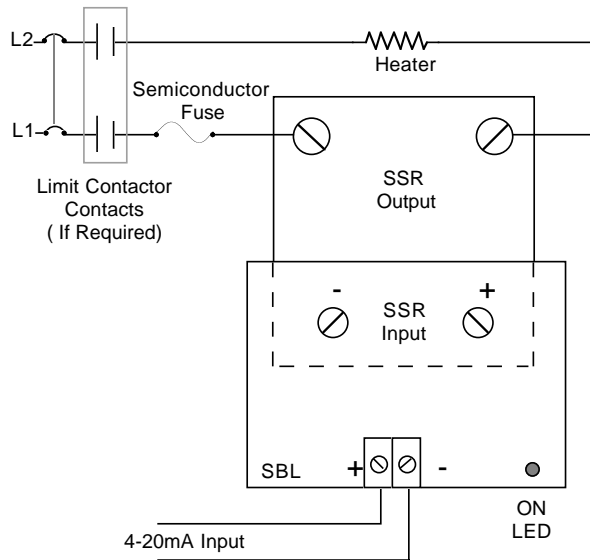 L2
Heater
Semiconductor
Fuse
L1
Limit Contactor
Contacts
( If Required)
SSR
Output
- +
SSR
Input
SBL
+ -
ON
LED
4-20mA Input